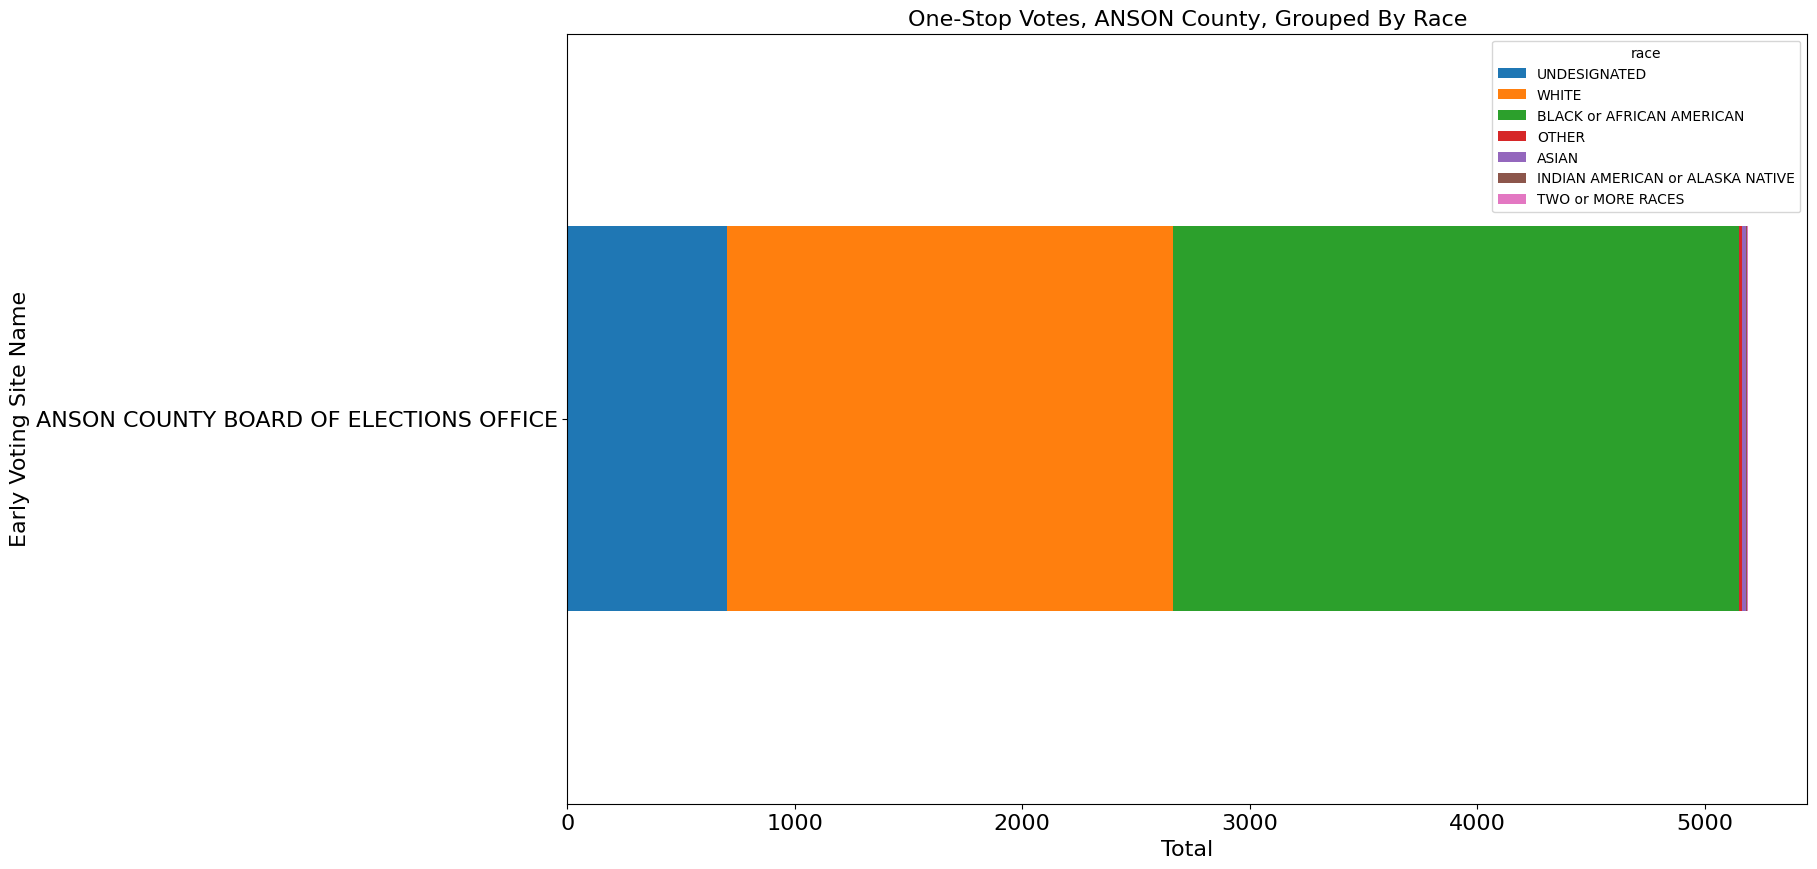 One-Stop Votes, ANSON County, Grouped By Race
race
UNDESIGNATED
WHITE
BLACK or AFRICAN AMERICAN
OTHER
ASIAN
INDIAN AMERICAN or ALASKA NATIVE
TWO or MORE RACES
Early Voting Site Name
ANSON COUNTY BOARD OF ELECTIONS OFFICE
0 1000 2000 3000 4000 5000
Total